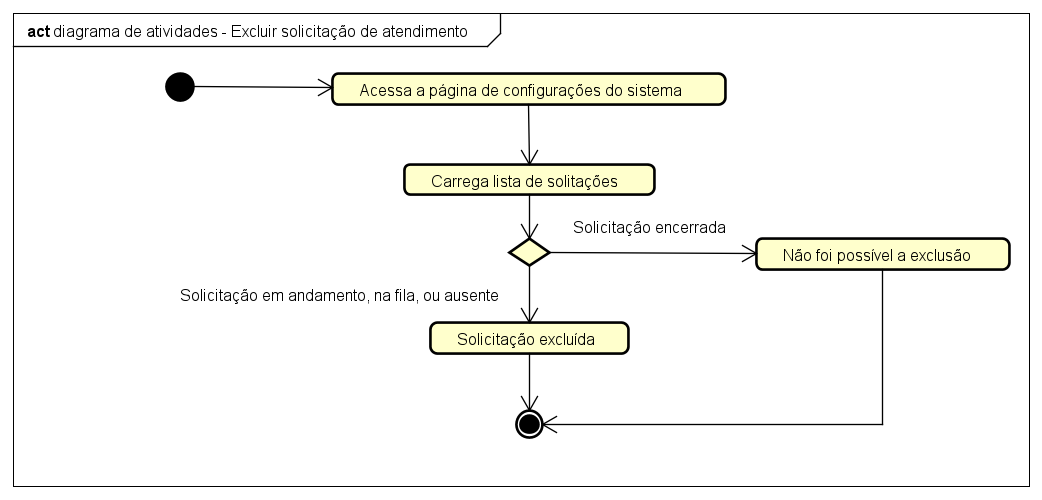 act diagrama de atividades - Excluir solicitação de atendimento
Acessa a página de configurações do sistema
Carrega lista de solitações
Solicitação encerrada
Não foi possível a exclusão
Solicitação em andamento, na fila, ou ausente
Solicitação excluída